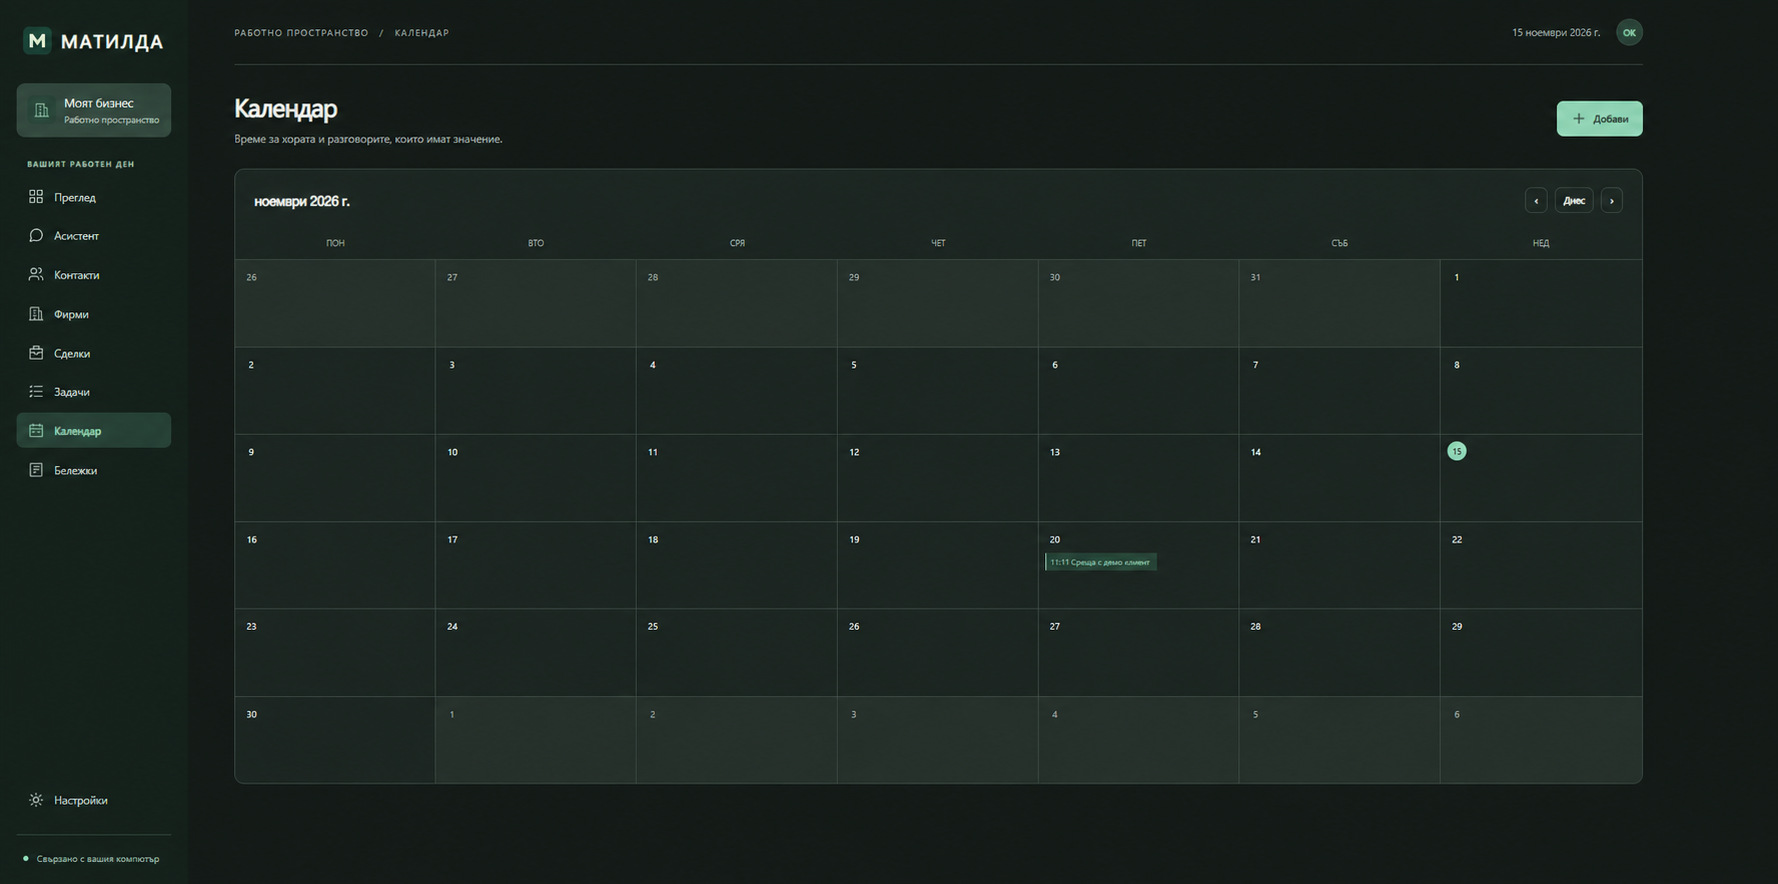 M МАТИЛДА
Моят бизнес
Работно пространство
ВАШИЯТ РАБОТЕН ДЕН
Преглед
Асистент
Контакти
Фирми
Сделки
Задачи
Календар
Бележки
Настройки
Свързано с вашия компютър
РАБОТНО ПРОСТРАНСТВО / КАЛЕНДАР
15 ноември 2026 г. ОК
Календар
Време за хората и разговорите, които имат значение.
+ Добави
ноември 2026 г.
‹ Днес ›
ПОН ВТО СРЯ ЧЕТ ПЕТ СЪБ НЕД
26 27 28 29 30 31 1
2 3 4 5 6 7 8
9 10 11 12 13 14 15
16 17 18 19 20 21 22
11:11 Среща с демо клиент
23 24 25 26 27 28 29
30 1 2 3 4 5 6